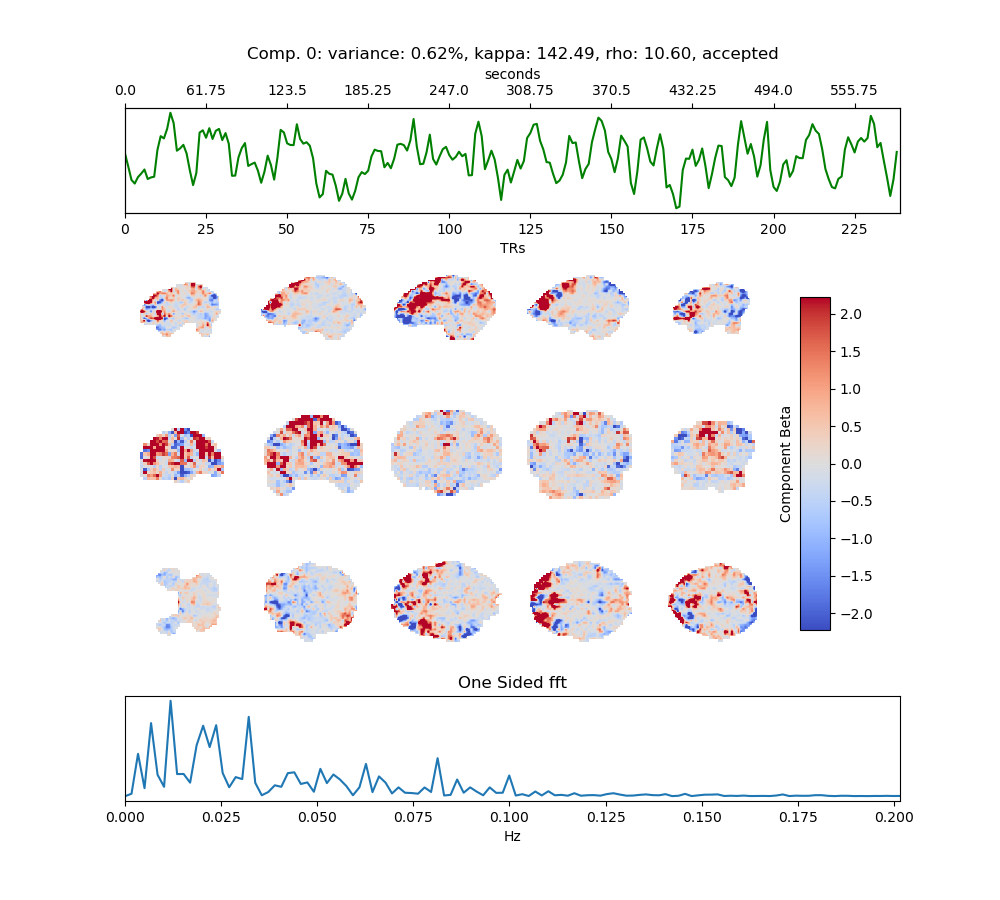 Comp. 0: variance: 0.62%, kappa: 142.49, rho: 10.60, accepted
seconds
0.0 61.75 123.5 185.25 247.0 308.75 370.5 432.25 494.0 555.75
0 25 50 75 100 125 150 175 200 225
TRs
2.0
1.5
1.0
0.5
0.0
−0.5
−1.0
−1.5
−2.0
Component Beta
One Sided fft
0.000 0.025 0.050 0.075 0.100 0.125 0.150 0.175 0.200
Hz